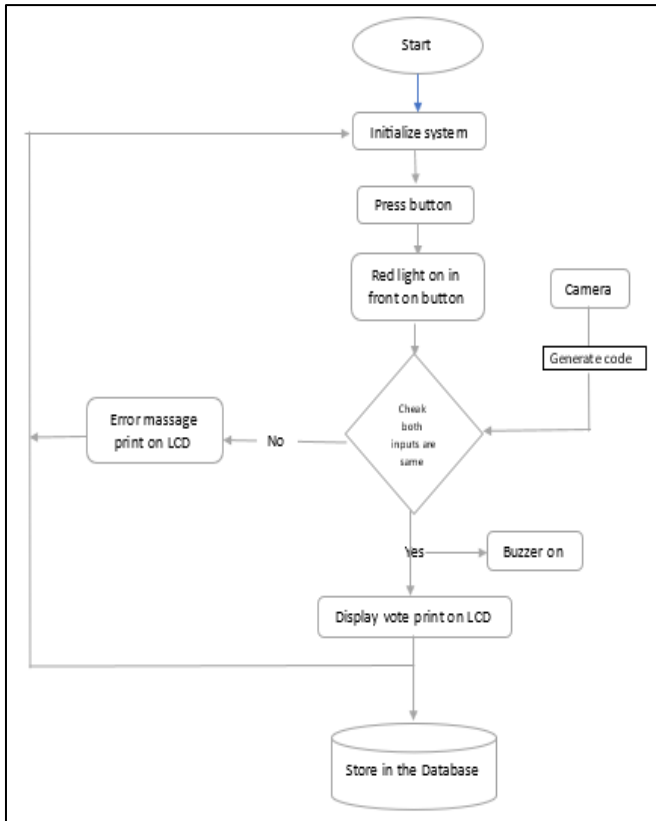 Start
Initialize system
Press button
Red light on in
front on button
Camera
Generate code
Cheak
both
inputs are
same
No
Error massage
print on LCD
Yes
Buzzer on
Display vote print on LCD
Store in the Database